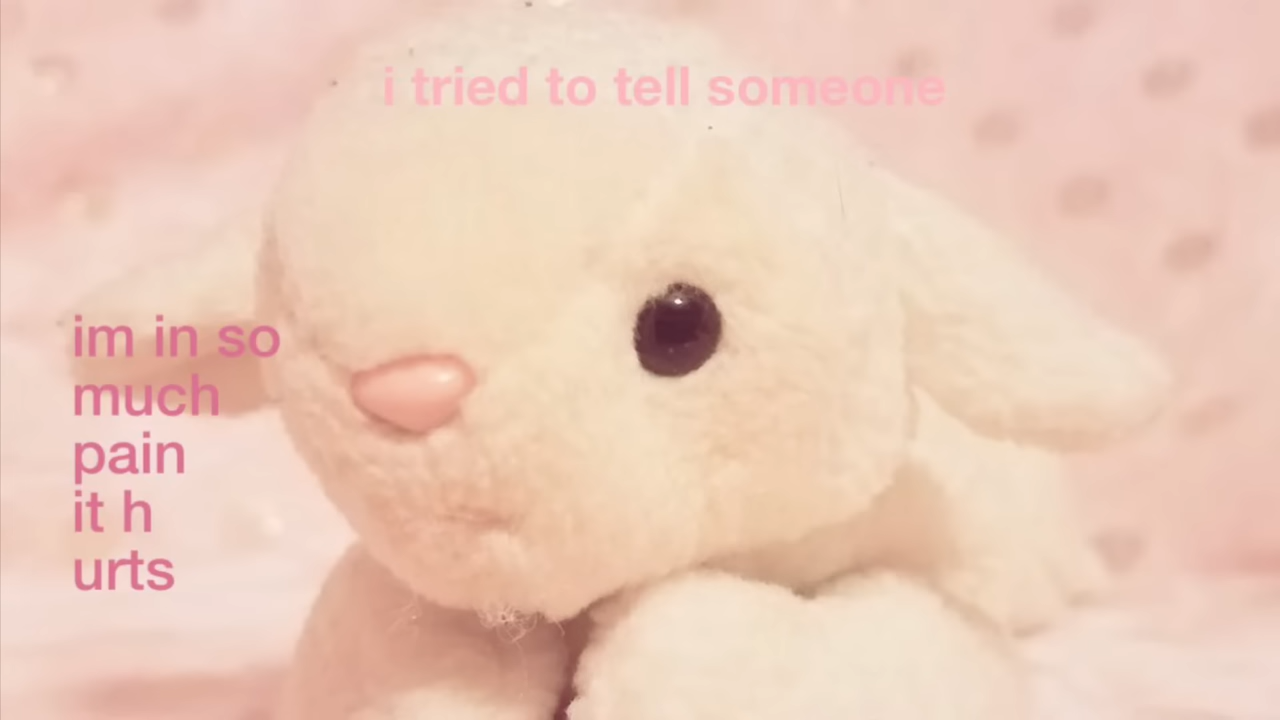 i tried to tell someone
im in so
much
pain
it h
urts